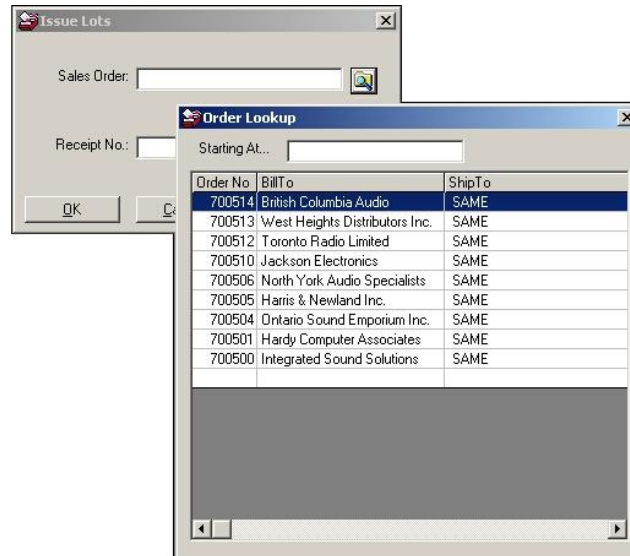 Issue Lots
Sales Order:
Receipt No.:
OK
Order Lookup
Starting At...
Order No BillTo ShipTo
700514 British Columbia Audio SAME
700513 West Heights Distributors Inc. SAME
700512 Toronto Radio Limited SAME
700510 Jackson Electronics SAME
700506 North York Audio Specialists SAME
700505 Harris & Newland Inc. SAME
700504 Ontario Sound Emporium Inc. SAME
700501 Hardy Computer Associates SAME
700500 Integrated Sound Solutions SAME